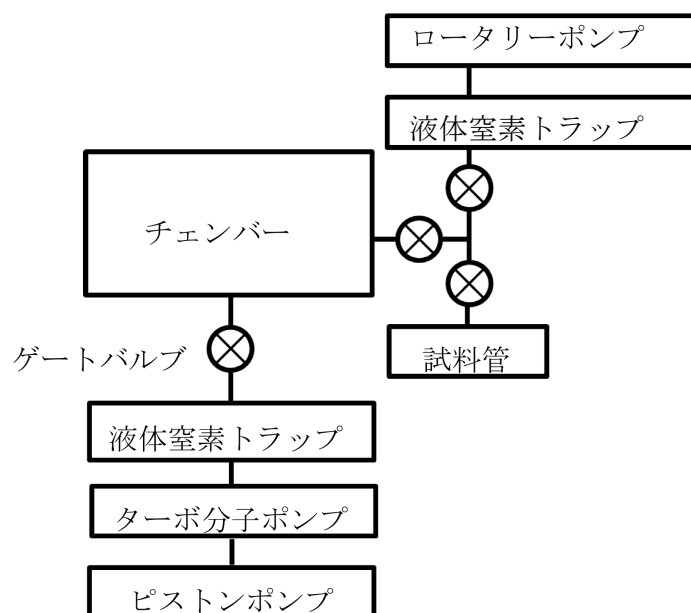 ロータリーポンプ
液体窒素トラップ
チェンバー
ゲートバルブ
試料管
液体窒素トラップ
ターボ分子ポンプ
ピストンポンプ